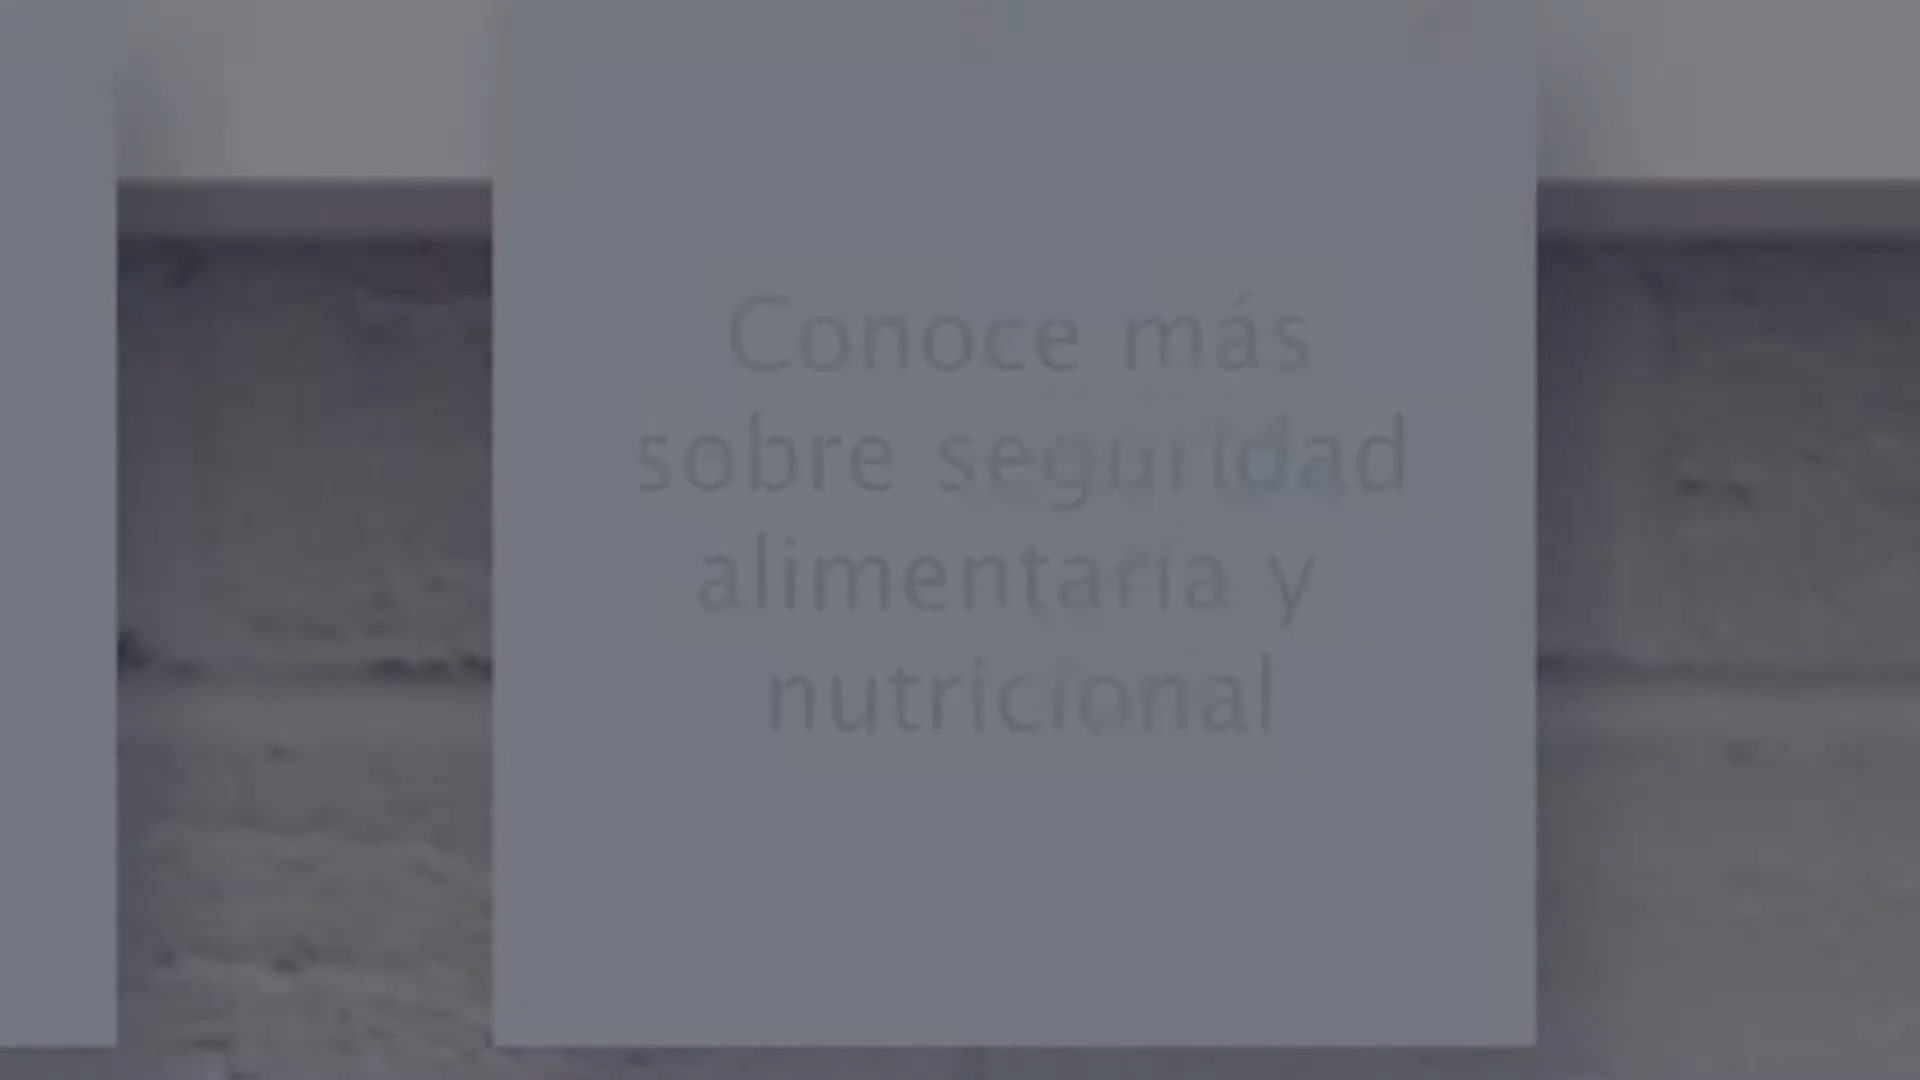 Conoce más
sobre seguridad
alimentaria y
nutricional